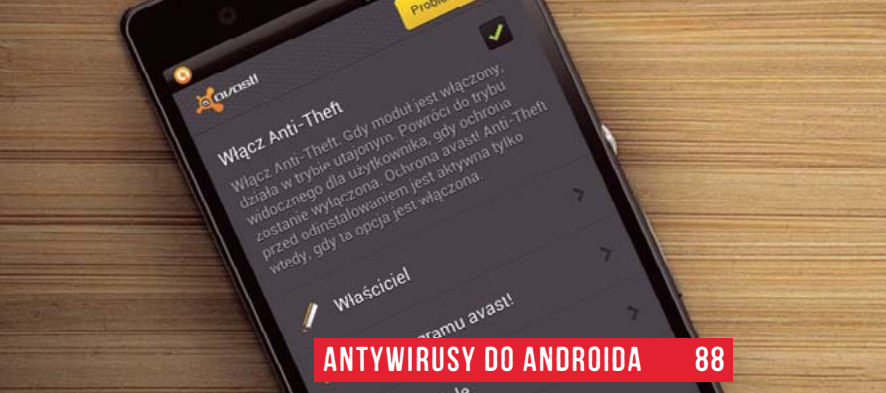 avast!
Włącz Anti-Theft
Włącz Anti-Theft. Gdy moduł jest włączony,
działa w trybie utajonym. Powróci do trybu
widocznego dla użytkownika, gdy ochrona
zostanie wyłączona. Ochrona avast! Anti-Theft
przed odinstalowaniem jest aktywna tylko
wtedy, gdy ta opcja jest włączona.
Właściciel
avast!
ANTYWIRUSY DO ANDROIDA 88